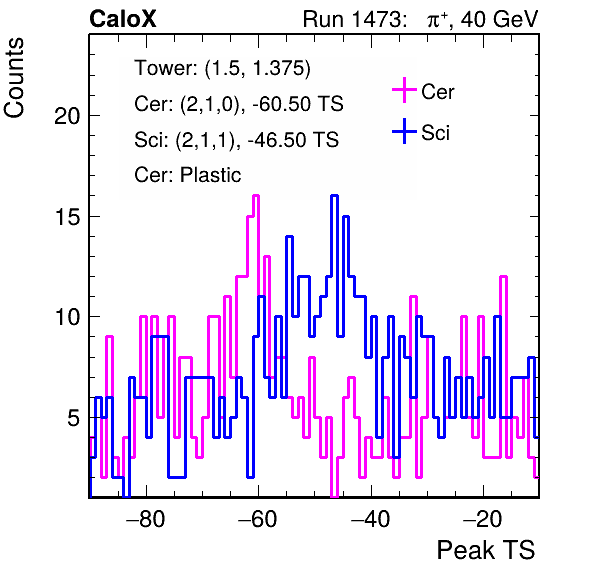 CaloX Run 1473: π⁺, 40 GeV
Counts
Tower: (1.5, 1.375)
Cer: (2,1,0), -60.50 TS
Sci: (2,1,1), -46.50 TS
Cer: Plastic
Cer
Sci
20
15
10
5
−80 −60 −40 −20
Peak TS